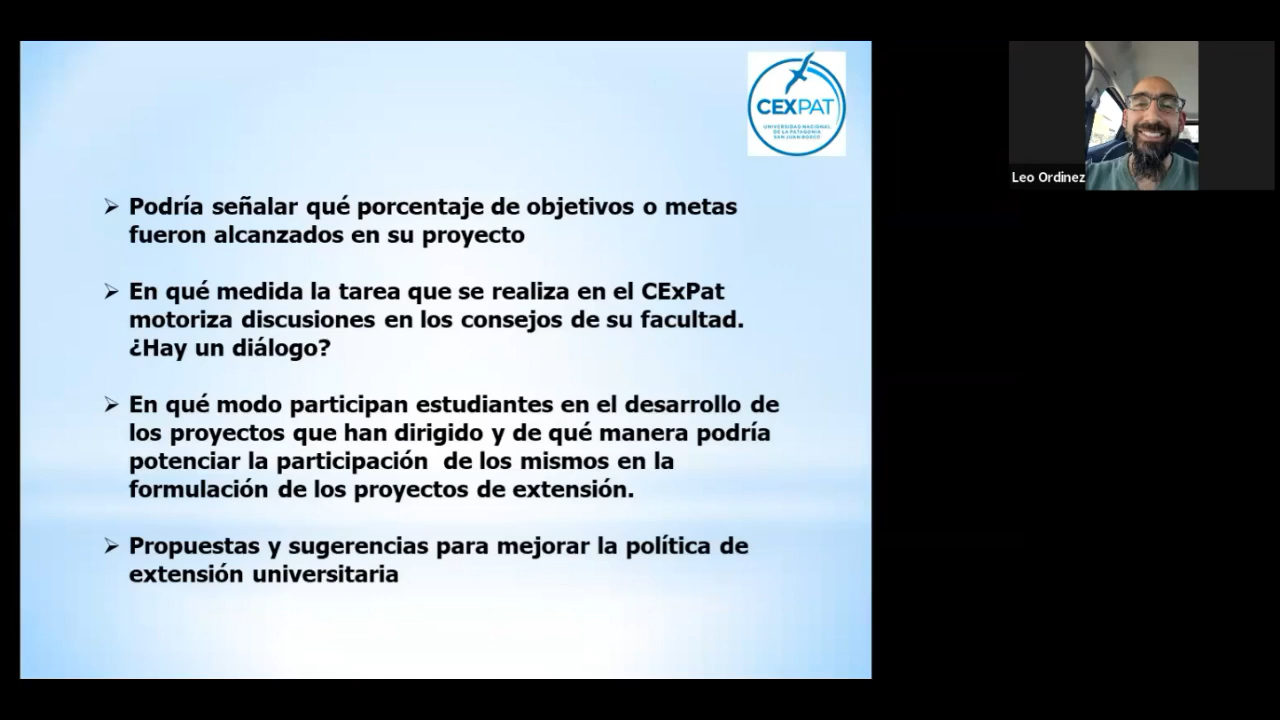 CEXPAT
UNIVERSIDAD NACIONAL
DE LA PATAGONIA
SAN JUAN BOSCO
Leo Ordinez
➢ Podría señalar qué porcentaje de objetivos o metas
fueron alcanzados en su proyecto
➢ En qué medida la tarea que se realiza en el CExPat
motoriza discusiones en los consejos de su facultad.
¿Hay un diálogo?
➢ En qué modo participan estudiantes en el desarrollo de
los proyectos que han dirigido y de qué manera podría
potenciar la participación de los mismos en la
formulación de los proyectos de extensión.
➢ Propuestas y sugerencias para mejorar la política de
extensión universitaria